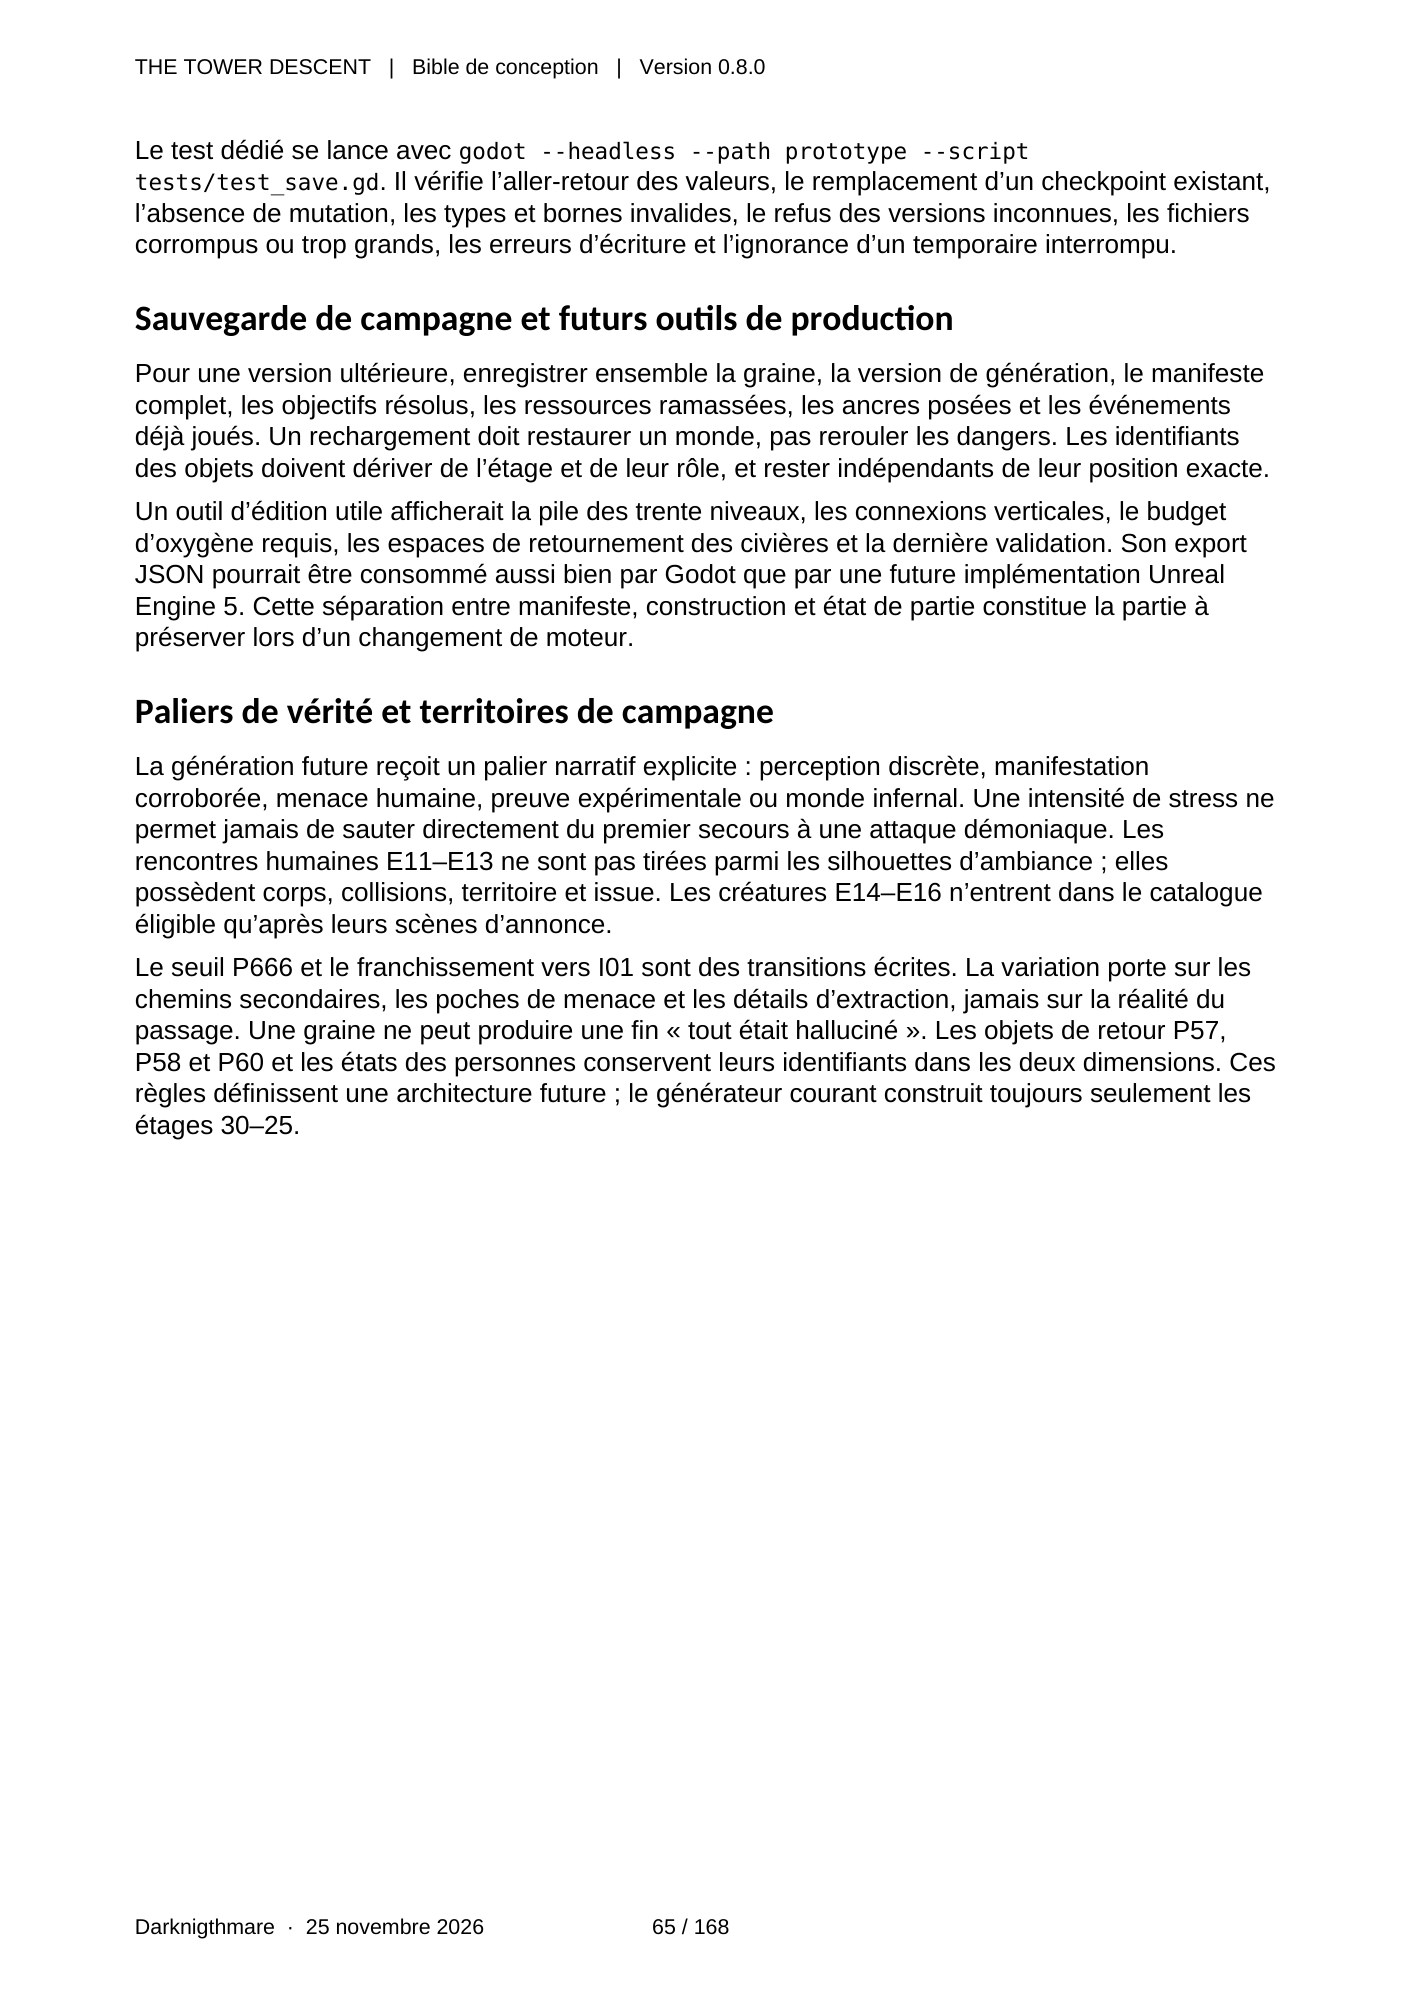 THE TOWER DESCENT | Bible de conception | Version 0.8.0
Le test dédié se lance avec godot --headless --path prototype --script
tests/test_save.gd. Il vérifie l’aller-retour des valeurs, le remplacement d’un checkpoint existant,
l’absence de mutation, les types et bornes invalides, le refus des versions inconnues, les fichiers
corrompus ou trop grands, les erreurs d’écriture et l’ignorance d’un temporaire interrompu.
Sauvegarde de campagne et futurs outils de production
Pour une version ultérieure, enregistrer ensemble la graine, la version de génération, le manifeste
complet, les objectifs résolus, les ressources ramassées, les ancres posées et les événements
déjà joués. Un rechargement doit restaurer un monde, pas rerouler les dangers. Les identifiants
des objets doivent dériver de l’étage et de leur rôle, et rester indépendants de leur position exacte.
Un outil d’édition utile afficherait la pile des trente niveaux, les connexions verticales, le budget
d’oxygène requis, les espaces de retournement des civières et la dernière validation. Son export
JSON pourrait être consommé aussi bien par Godot que par une future implémentation Unreal
Engine 5. Cette séparation entre manifeste, construction et état de partie constitue la partie à
préserver lors d’un changement de moteur.
Paliers de vérité et territoires de campagne
La génération future reçoit un palier narratif explicite : perception discrète, manifestation
corroborée, menace humaine, preuve expérimentale ou monde infernal. Une intensité de stress ne
permet jamais de sauter directement du premier secours à une attaque démoniaque. Les
rencontres humaines E11–E13 ne sont pas tirées parmi les silhouettes d’ambiance ; elles
possèdent corps, collisions, territoire et issue. Les créatures E14–E16 n’entrent dans le catalogue
éligible qu’après leurs scènes d’annonce.
Le seuil P666 et le franchissement vers I01 sont des transitions écrites. La variation porte sur les
chemins secondaires, les poches de menace et les détails d’extraction, jamais sur la réalité du
passage. Une graine ne peut produire une fin « tout était halluciné ». Les objets de retour P57,
P58 et P60 et les états des personnes conservent leurs identifiants dans les deux dimensions. Ces
règles définissent une architecture future ; le générateur courant construit toujours seulement les
étages 30–25.
Darknigthmare · 25 novembre 2026 65 / 168